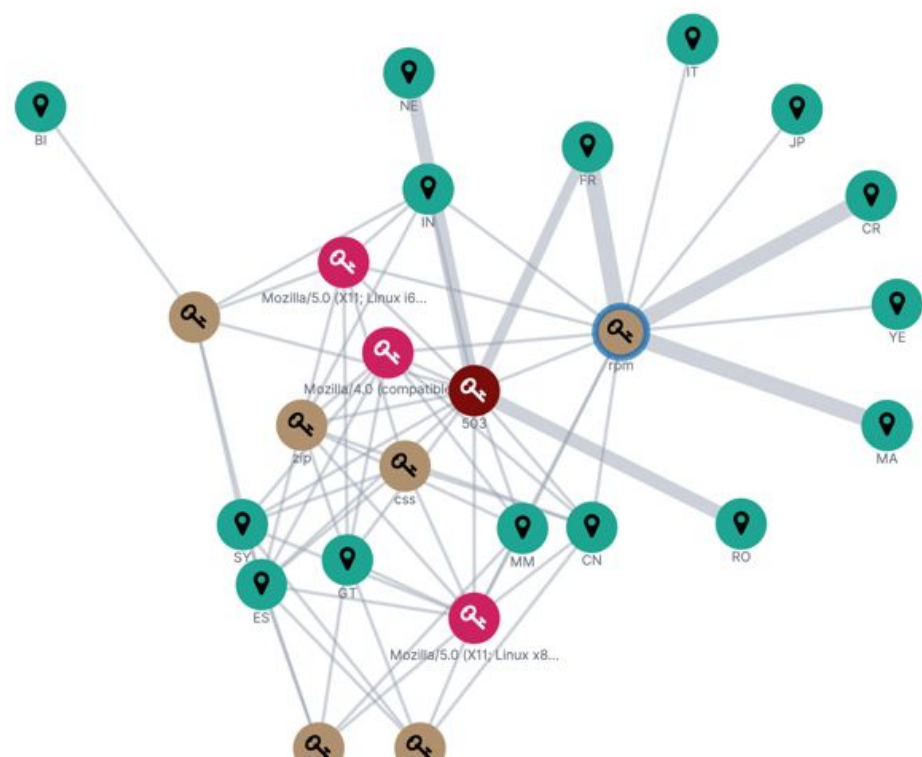 IT
NE
BI
JP
FR
IN
CR
Mozilla/5.0 (X11; Linux i6...
YE
rpm
Mozilla/4.0 (compatible
503
zip
MA
css
SY
MM
CN
RO
GT
ES
Mozilla/5.0 (X11; Linux x8...